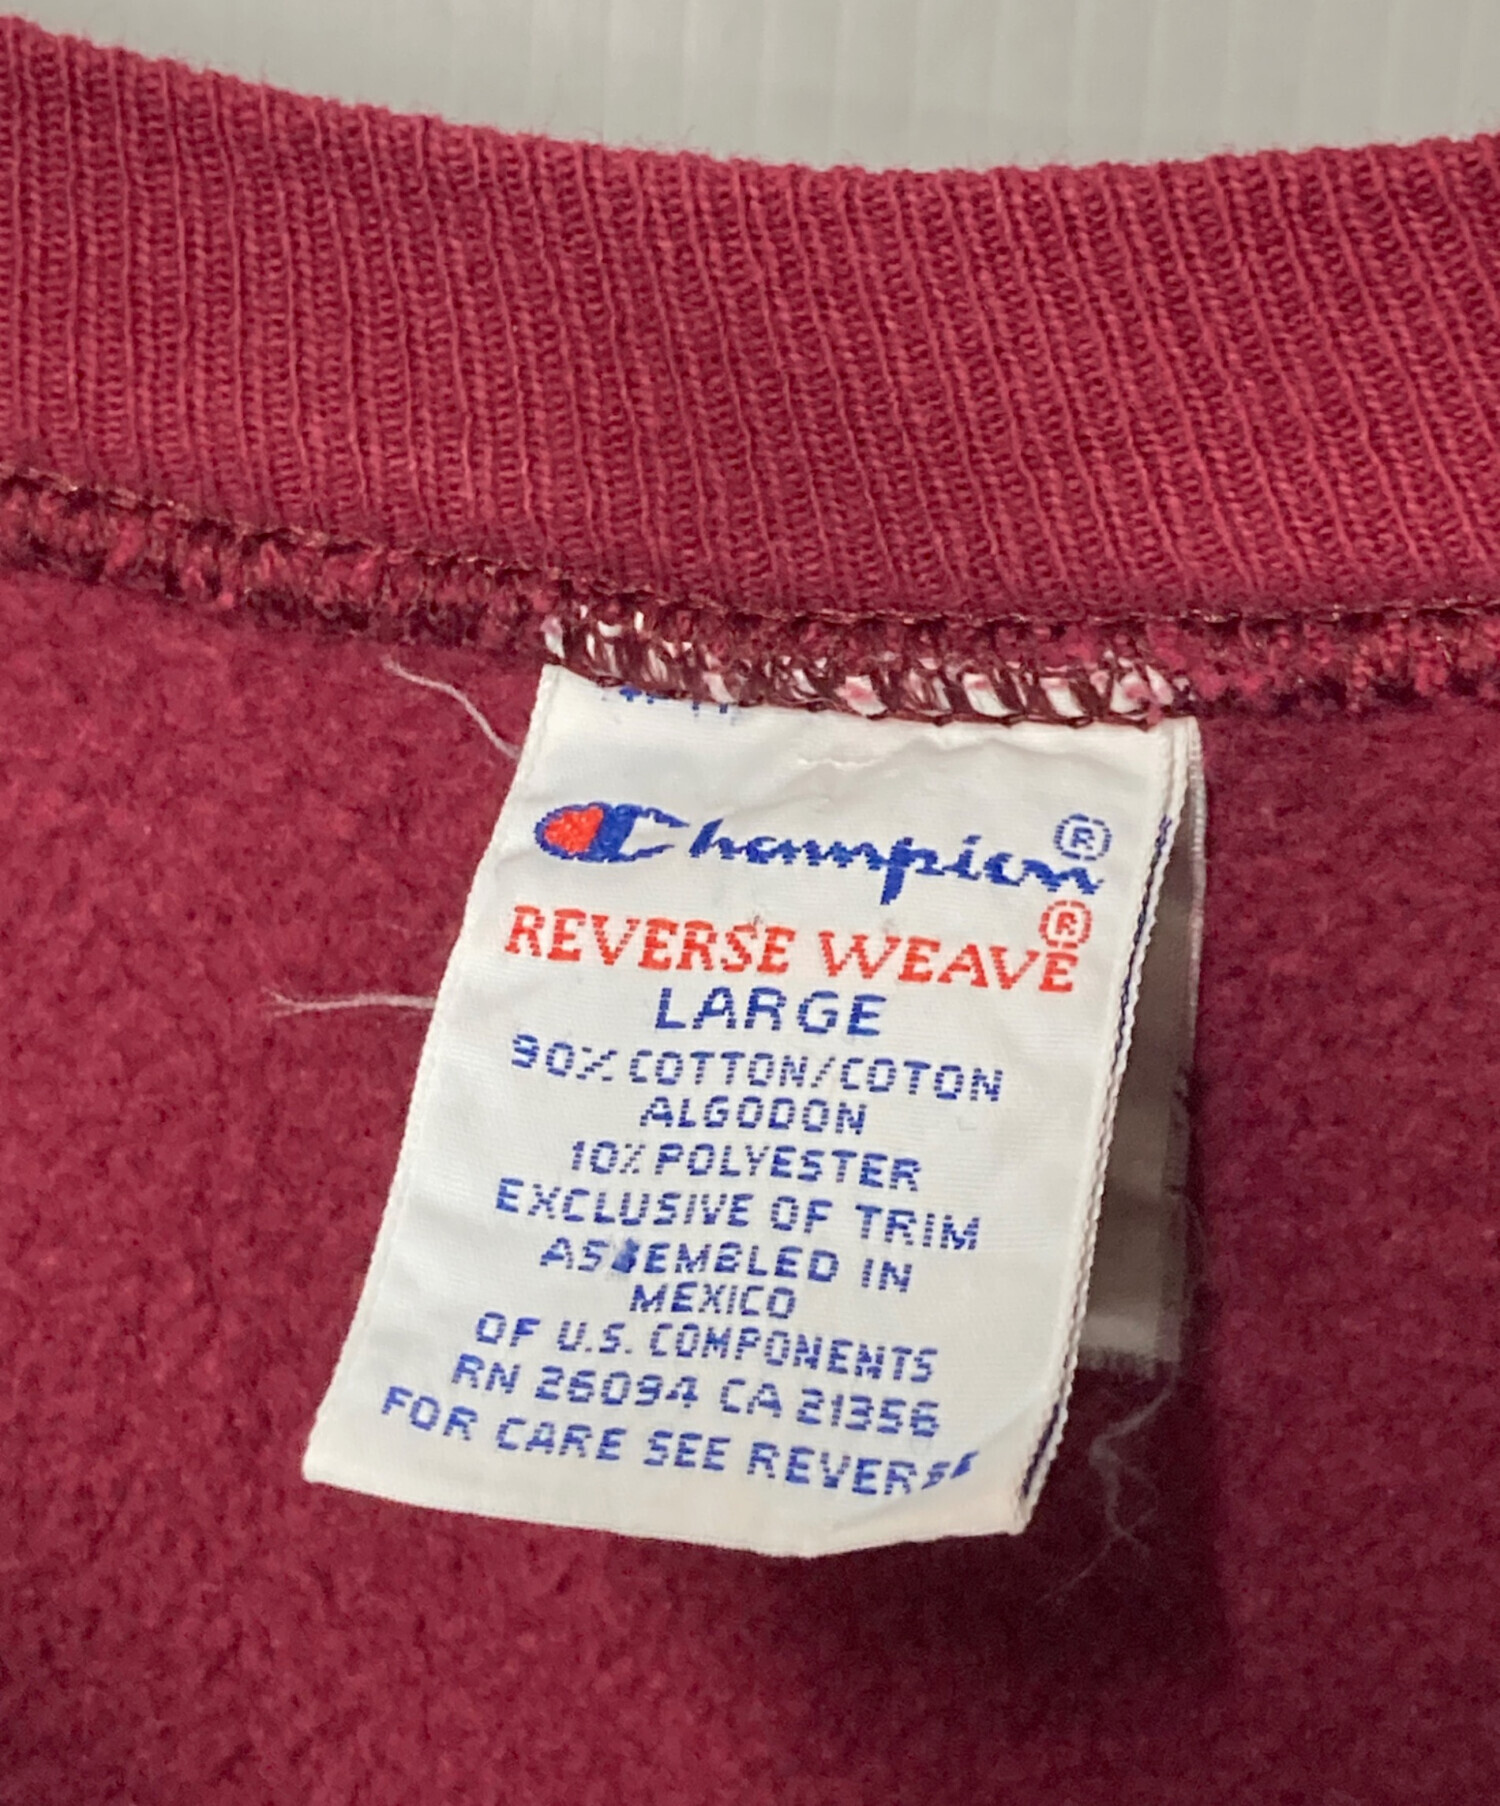 Champion®
REVERSE WEAVE®
LARGE
90% COTTON/COTON
ALGODON
10% POLYESTER
EXCLUSIVE OF TRIM
ASSEMBLED IN
MEXICO
OF U.S. COMPONENTS
RN 26094 CA 21356
FOR CARE SEE REVERSE